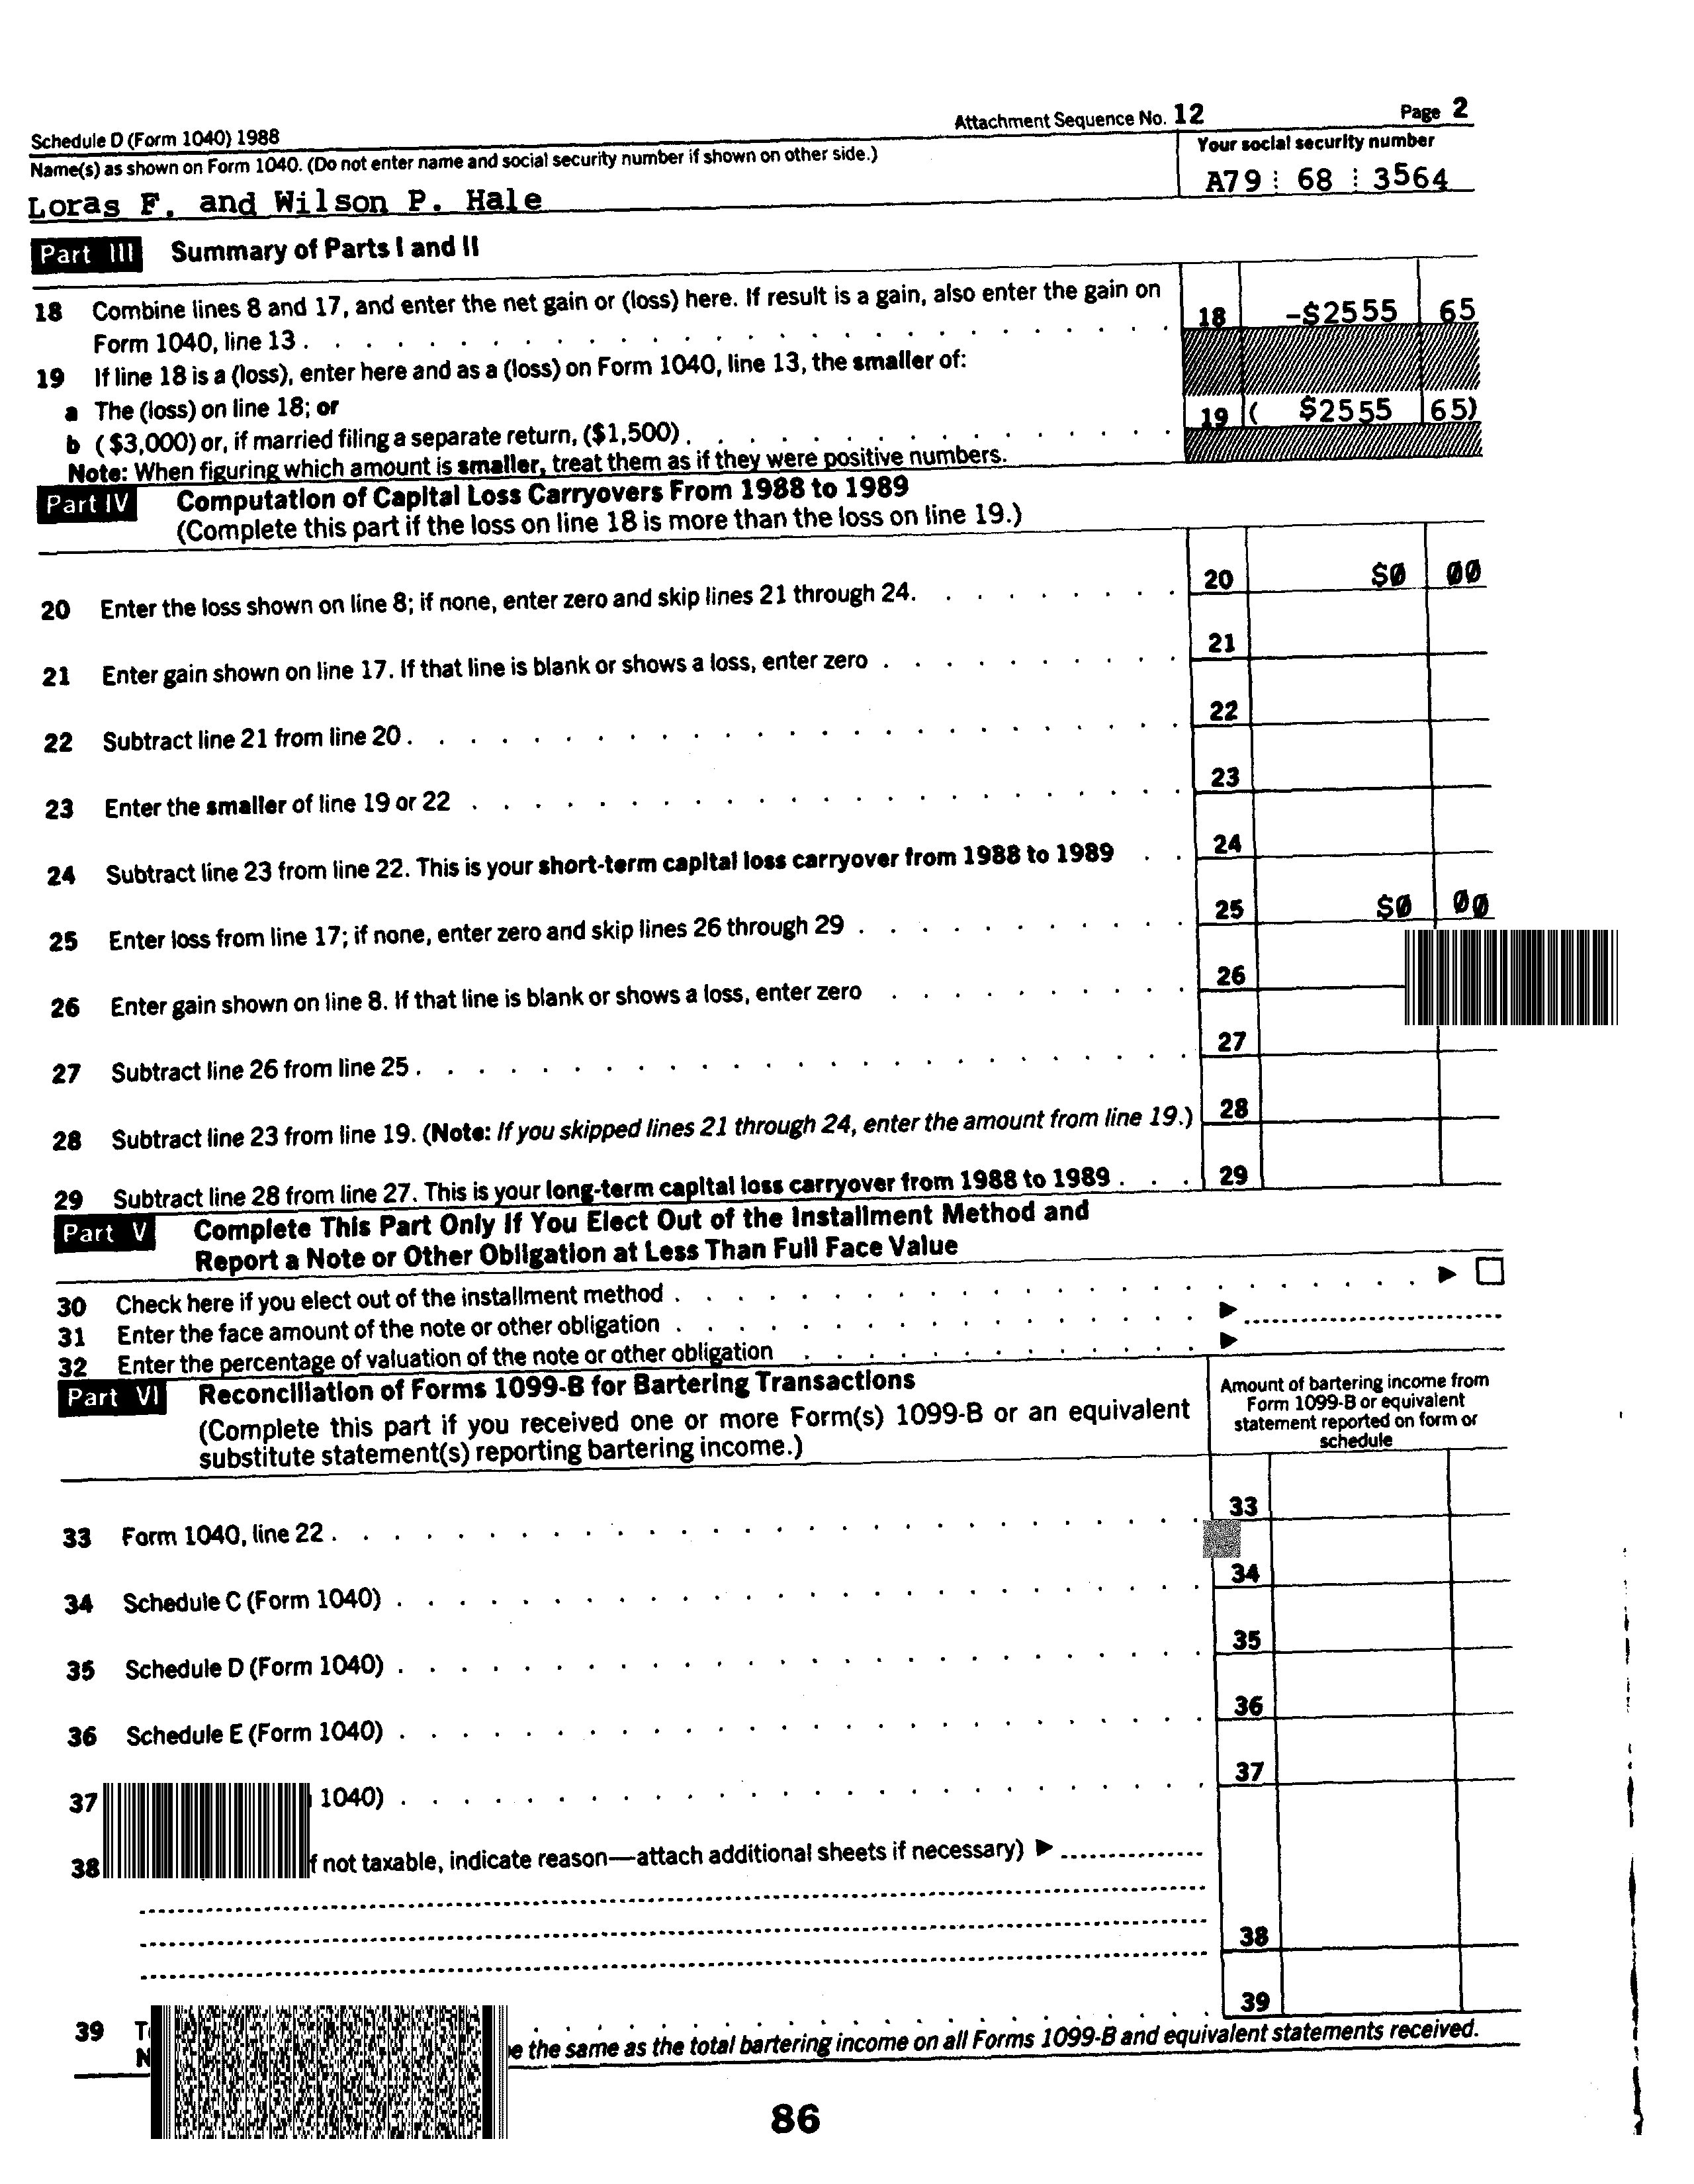 Schedule D (Form 1040) 1988 Attachment Sequence No. 12 Page 2
Name(s) as shown on Form 1040. (Do not enter name and social security number if shown on other side.) Your social security number
Loras F. and Wilson P. Hale A79 68 3564
Part III Summary of Parts I and II
18 Combine lines 8 and 17, and enter the net gain or (loss) here. If result is a gain, also enter the gain on
Form 1040, line 13 . . . 18 -$2555 65
19 If line 18 is a (loss), enter here and as a (loss) on Form 1040, line 13, the smaller of:
a The (loss) on line 18; or
b ($3,000) or, if married filing a separate return, ($1,500) . . . 19 ( $2555 65)
Note: When figuring which amount is smaller, treat them as if they were positive numbers.
Part IV Computation of Capital Loss Carryovers From 1988 to 1989
(Complete this part if the loss on line 18 is more than the loss on line 19.)
20 Enter the loss shown on line 8; if none, enter zero and skip lines 21 through 24. . . . 20 $0 00
21 Enter gain shown on line 17. If that line is blank or shows a loss, enter zero . . . 21
22 Subtract line 21 from line 20 . . . 22
23 Enter the smaller of line 19 or 22 . . . 23
24 Subtract line 23 from line 22. This is your short-term capital loss carryover from 1988 to 1989 . . 24
25 Enter loss from line 17; if none, enter zero and skip lines 26 through 29 . . . 25 $0 00
26 Enter gain shown on line 8. If that line is blank or shows a loss, enter zero . . . 26
27 Subtract line 26 from line 25 . . . 27
28 Subtract line 23 from line 19. (Note: If you skipped lines 21 through 24, enter the amount from line 19.) 28
29 Subtract line 28 from line 27. This is your long-term capital loss carryover from 1988 to 1989 . . . 29
Part V Complete This Part Only If You Elect Out of the Installment Method and
Report a Note or Other Obligation at Less Than Full Face Value
30 Check here if you elect out of the installment method . . . ▶ ☐
31 Enter the face amount of the note or other obligation . . . ▶
32 Enter the percentage of valuation of the note or other obligation . . . ▶
Part VI Reconciliation of Forms 1099-B for Bartering Transactions
(Complete this part if you received one or more Form(s) 1099-B or an equivalent
substitute statement(s) reporting bartering income.)
Amount of bartering income from
Form 1099-B or equivalent
statement reported on form or
schedule
33 Form 1040, line 22 . . . 33
34 Schedule C (Form 1040) . . . 34
35 Schedule D (Form 1040) . . . 35
36 Schedule E (Form 1040) . . . 36
37 1040) . . . 37
38 not taxable, indicate reason—attach additional sheets if necessary) ▶
38
39 . . . 39
the same as the total bartering income on all Forms 1099-B and equivalent statements received.
86